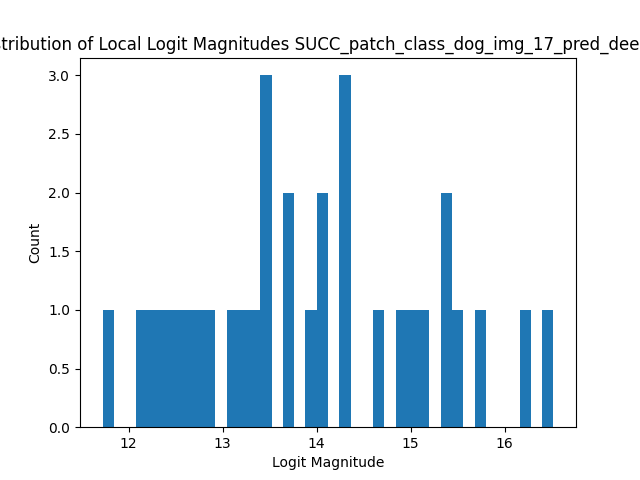 tribution of Local Logit Magnitudes SUCC_patch_class_dog_img_17_pred_dee
3.0
2.5
2.0
1.5
1.0
0.5
0.0
Count
12 13 14 15 16
Logit Magnitude